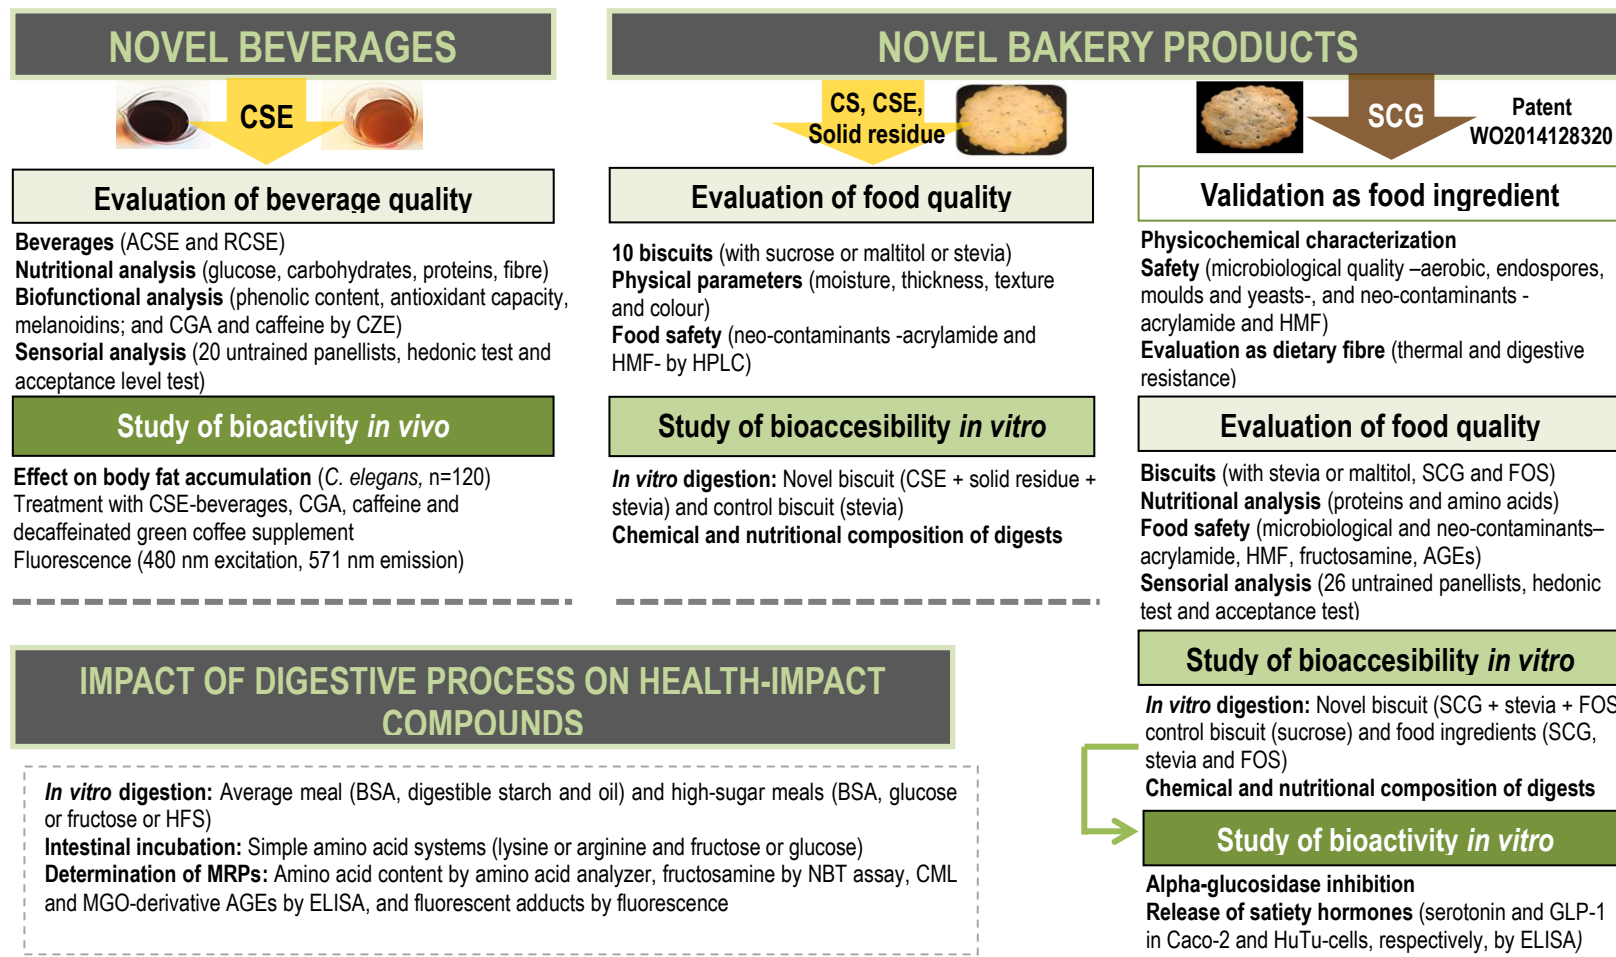 NOVEL BEVERAGES
CSE
Evaluation of beverage quality
Beverages (ACSE and RCSE)
Nutritional analysis (glucose, carbohydrates, proteins, fibre)
Biofunctional analysis (phenolic content, antioxidant capacity,
melanoidins; and CGA and caffeine by CZE)
Sensorial analysis (20 untrained panellists, hedonic test and
acceptance level test)
Study of bioactivity in vivo
Effect on body fat accumulation (C. elegans, n=120)
Treatment with CSE-beverages, CGA, caffeine and
decaffeinated green coffee supplement
Fluorescence (480 nm excitation, 571 nm emission)
NOVEL BAKERY PRODUCTS
CS, CSE,
Solid residue
Evaluation of food quality
10 biscuits (with sucrose or maltitol or stevia)
Physical parameters (moisture, thickness, texture
and colour)
Food safety (neo-contaminants -acrylamide and
HMF- by HPLC)
Study of bioaccesibility in vitro
In vitro digestion: Novel biscuit (CSE + solid residue +
stevia) and control biscuit (stevia)
Chemical and nutritional composition of digests
SCG
Patent
WO2014128320
Validation as food ingredient
Physicochemical characterization
Safety (microbiological quality –aerobic, endospores,
moulds and yeasts-, and neo-contaminants -
acrylamide and HMF)
Evaluation as dietary fibre (thermal and digestive
resistance)
Evaluation of food quality
Biscuits (with stevia or maltitol, SCG and FOS)
Nutritional analysis (proteins and amino acids)
Food safety (microbiological and neo-contaminants–
acrylamide, HMF, fructosamine, AGEs)
Sensorial analysis (26 untrained panellists, hedonic
test and acceptance test)
Study of bioaccesibility in vitro
In vitro digestion: Novel biscuit (SCG + stevia + FOS
control biscuit (sucrose) and food ingredients (SCG,
stevia and FOS)
Chemical and nutritional composition of digests
Study of bioactivity in vitro
Alpha-glucosidase inhibition
Release of satiety hormones (serotonin and GLP-1
in Caco-2 and HuTu-cells, respectively, by ELISA)
IMPACT OF DIGESTIVE PROCESS ON HEALTH-IMPACT
COMPOUNDS
In vitro digestion: Average meal (BSA, digestible starch and oil) and high-sugar meals (BSA, glucose
or fructose or HFS)
Intestinal incubation: Simple amino acid systems (lysine or arginine and fructose or glucose)
Determination of MRPs: Amino acid content by amino acid analyzer, fructosamine by NBT assay, CML
and MGO-derivative AGEs by ELISA, and fluorescent adducts by fluorescence